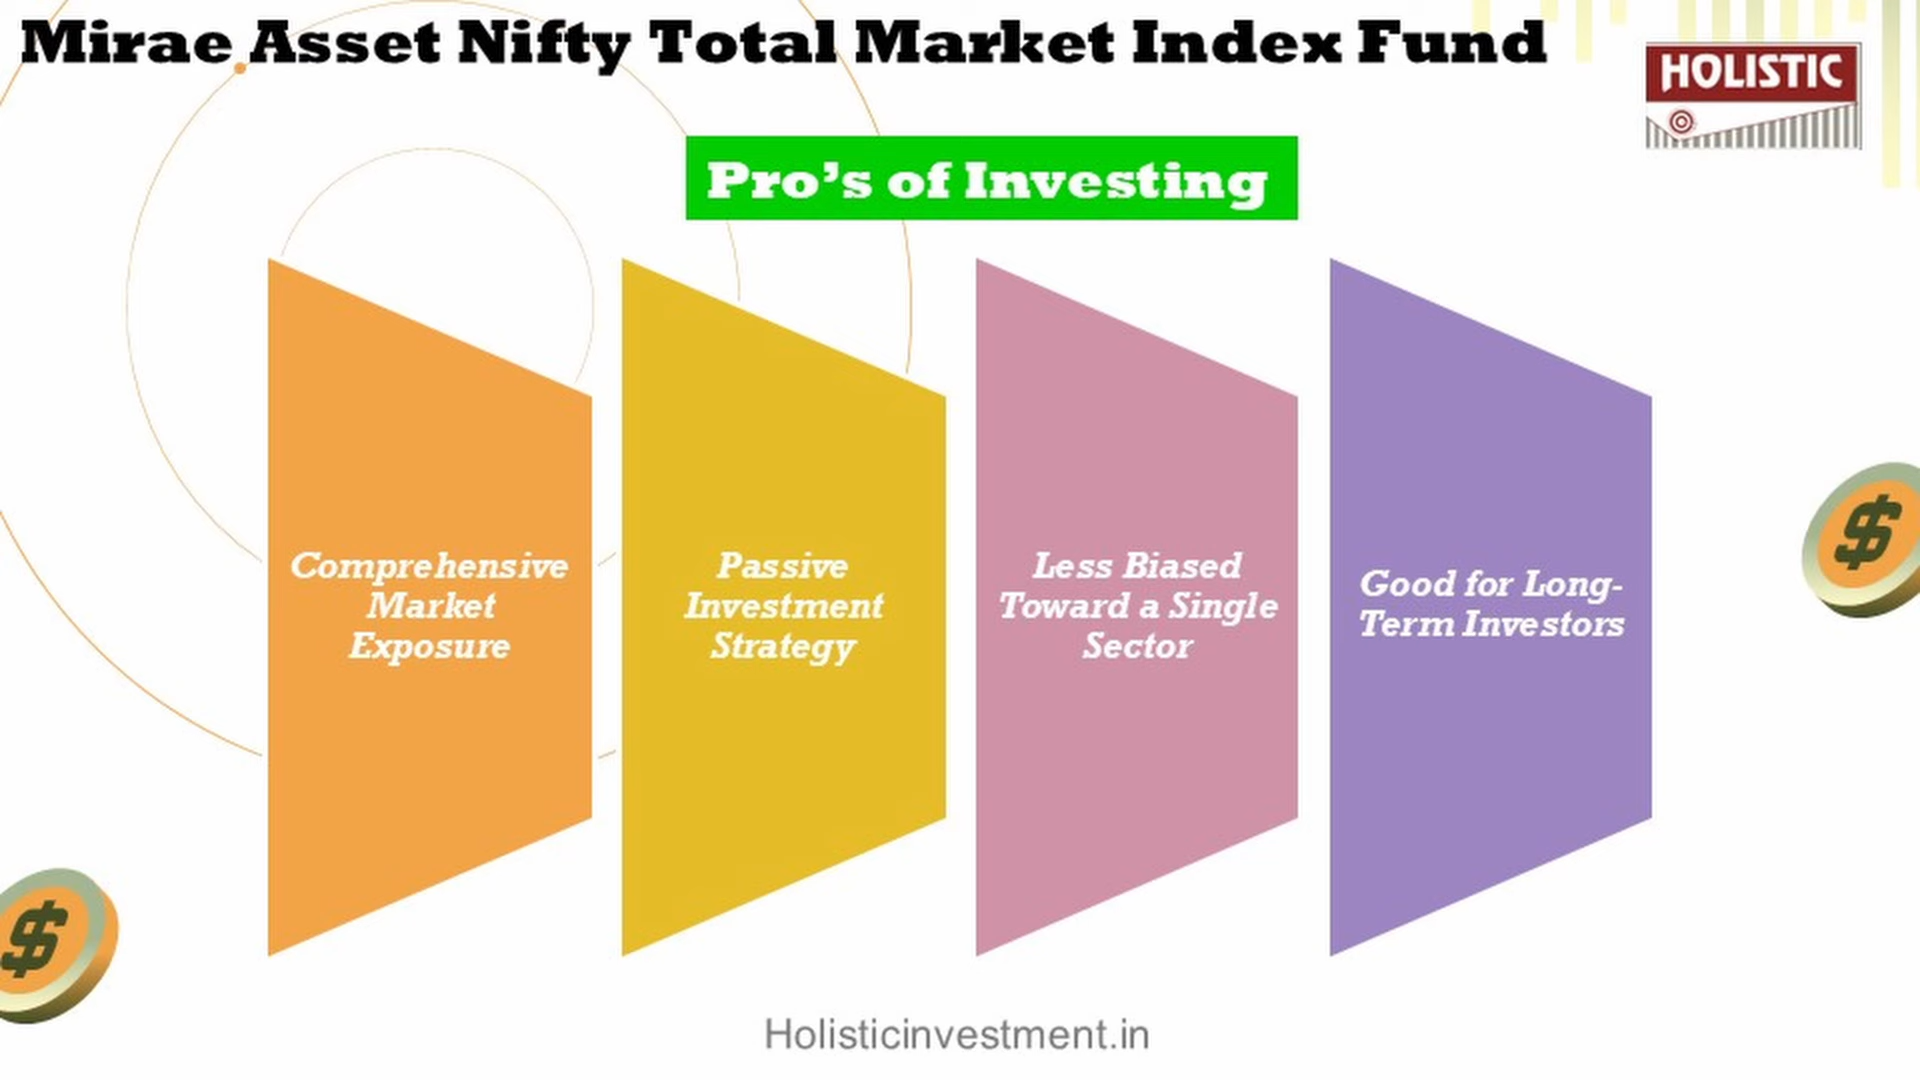 Mirae Asset Nifty Total Market Index Fund
HOLISTIC
Pro’s of Investing
Comprehensive
Market
Exposure
Passive
Investment
Strategy
Less Biased
Toward a Single
Sector
Good for Long-
Term Investors
$
$
Holisticinvestment.in